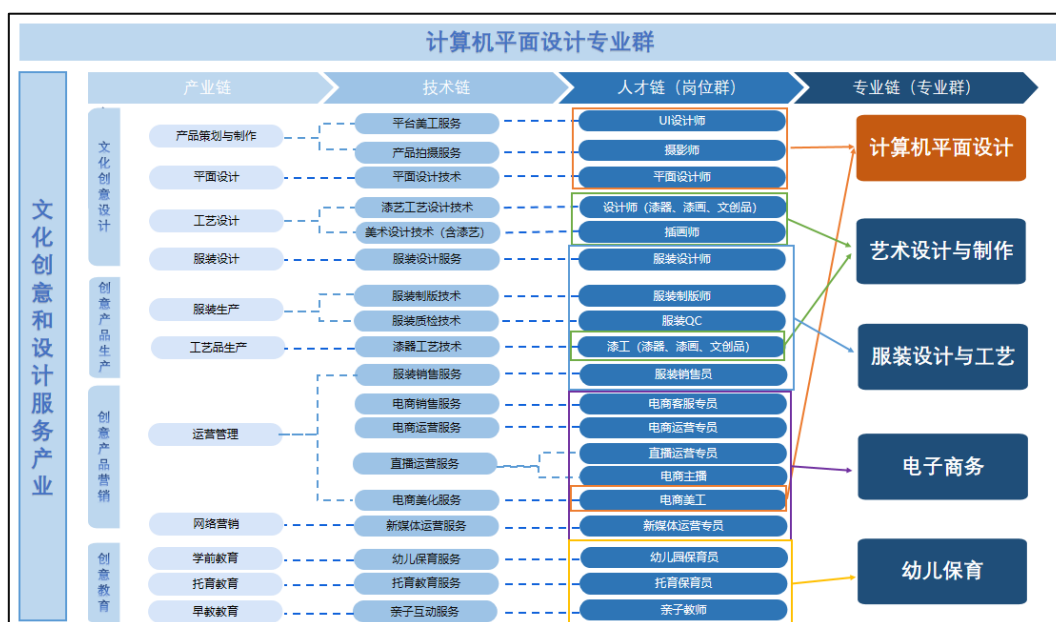 计算机平面设计专业群
文化创意和设计服务产业
产业链
技术链
人才链（岗位群）
专业链（专业群）
文化创意设计
产品策划与制作
平台美工服务
UI设计师
产品拍摄服务
摄影师
平面设计
平面设计技术
平面设计师
工艺设计
漆艺工艺设计技术
设计师（漆器、漆画、文创品）
美术设计技术（含漆艺）
插画师
服装设计
服装设计服务
服装设计师
创意产品生产
服装生产
服装制版技术
服装制版师
服装质检技术
服装QC
工艺品生产
漆器工艺技术
漆工（漆器、漆画、文创品）
创意产品营销
运营管理
服装销售服务
服装销售员
电商销售服务
电商客服专员
电商运营服务
电商运营专员
直播运营服务
直播运营专员
电商主播
电商美化服务
电商美工
网络营销
新媒体运营服务
新媒体运营专员
创意教育
学前教育
幼儿保育服务
幼儿园保育员
托育教育
托育教育服务
托育保育员
早教教育
亲子互动服务
亲子教师
计算机平面设计
艺术设计与制作
服装设计与工艺
电子商务
幼儿保育